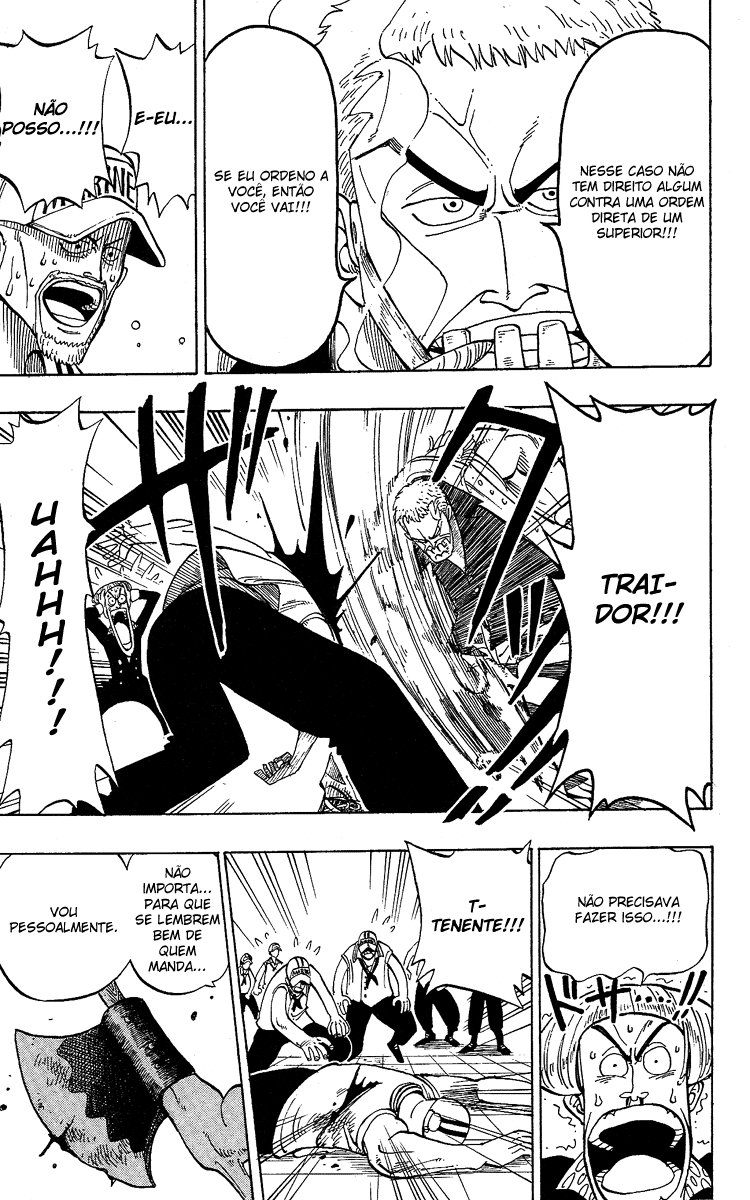 NESSE CASO NÃO
TEM DIREITO ALGUM
CONTRA UMA ORDEM
DIRETA DE UM
SUPERIOR!!!
SE EU ORDENO A
VOCÊ, ENTÃO
VOCÊ VAI!!!
E-EU...
NÃO
POSSO...!!!
TRAI-
DOR!!!
UAHHH!!!
NÃO PRECISAVA
FAZER ISSO...!!!
ドサ!!
T-
TENENTE!!!
NÃO
IMPORTA...
PARA QUE
SE LEMBREM
BEM DE
QUEM
MANDA...
VOU
PESSOALMENTE.